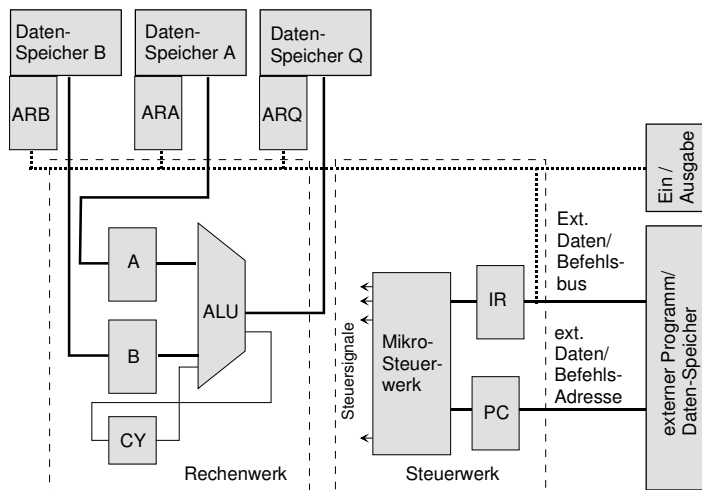 Daten-
Speicher B
Daten-
Speicher A
Daten-
Speicher Q
ARB
ARA
ARQ
Ein /
Ausgabe
A
B
ALU
CY
Rechenwerk
Steuersignale
Mikro-
Steuer-
werk
IR
PC
Steuerwerk
Ext.
Daten/
Befehls-
bus
ext.
Daten/
Befehls-
Adresse
externer Programm/
Daten-Speicher